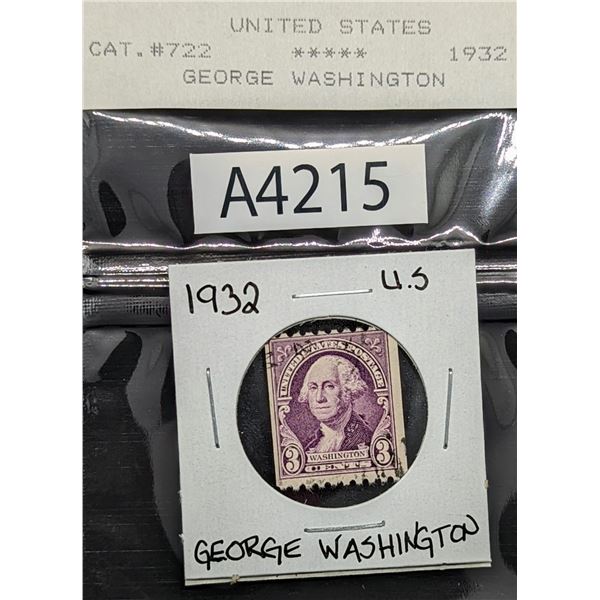 UNITED STATES
CAT.#722 ***** 1932
GEORGE WASHINGTON
A4215
1932 U.S
UNITED STATES POSTAGE
3 WASHINGTON 3
CENTS
GEORGE WASHINGTON